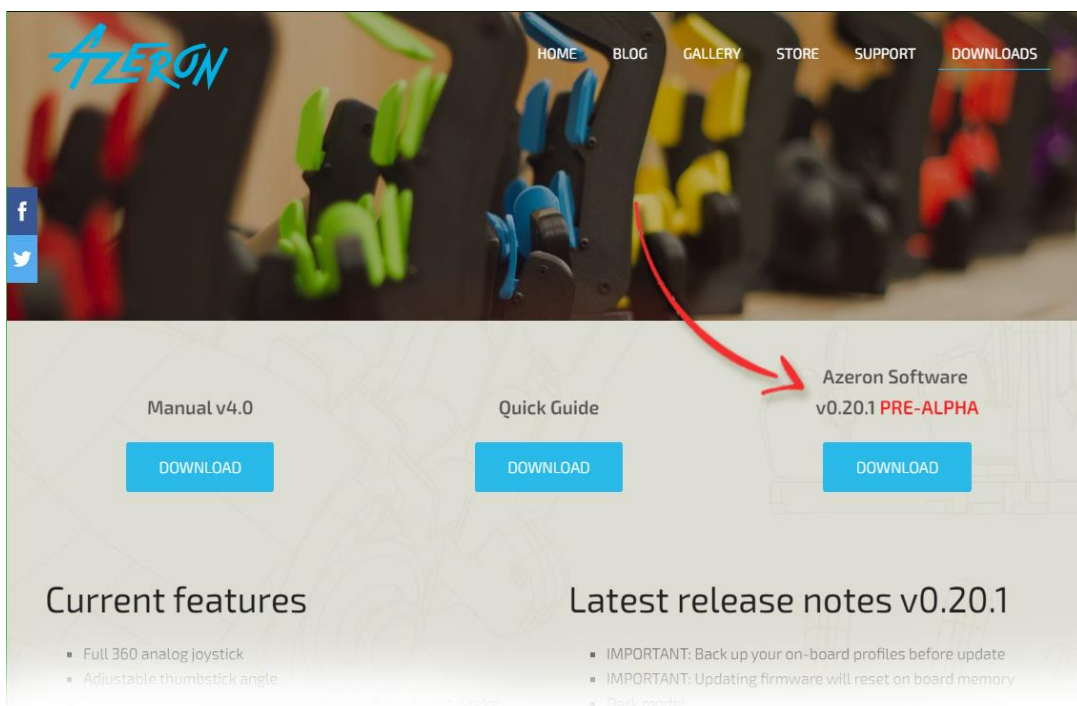 AZERON
HOME BLOG GALLERY STORE SUPPORT DOWNLOADS
f
Manual v4.0
DOWNLOAD
Quick Guide
DOWNLOAD
Azeron Software
v0.20.1 PRE-ALPHA
DOWNLOAD
Current features
Full 360 analog joystick
Adjustable thumbstick angle
Latest release notes v0.20.1
IMPORTANT: Back up your on-board profiles before update
IMPORTANT: Updating firmware will reset on board memory
Dark mode!